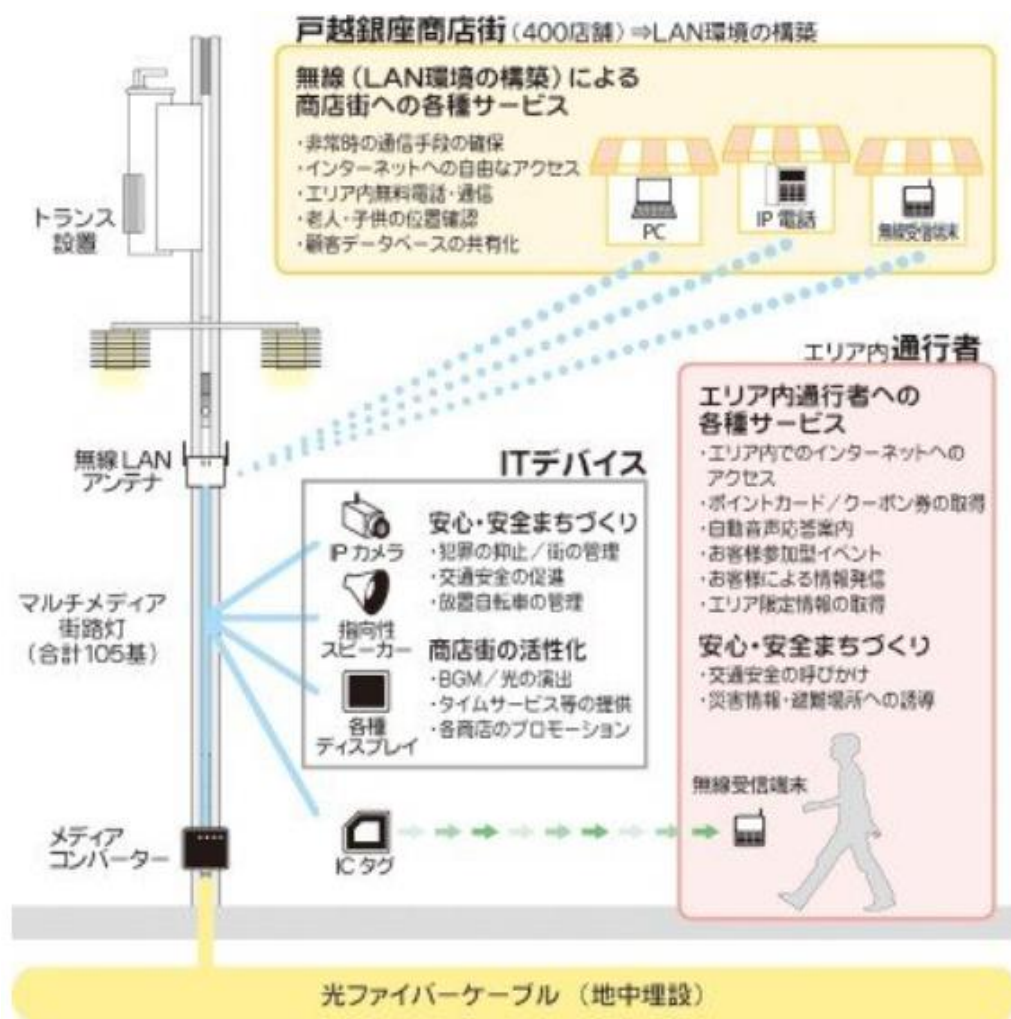 戸越銀座商店街(400店舗)⇒LAN環境の構築
無線(LAN環境の構築)による
商店街への各種サービス
・非常時の通信手段の確保
・インターネットへの自由なアクセス
・エリア内無料電話・通信
・老人・子供の位置確認
・顧客データベースの共有化
PC
IP電話
無線受信端末
トランス
設置
無線LAN
アンテナ
マルチメディア
街路灯
(合計105基)
メディア
コンバーター
ITデバイス
IPカメラ
指向性
スピーカー
各種
ディスプレイ
安心・安全まちづくり
・犯罪の抑止/街の管理
・交通安全の促進
・放置自転車の管理
商店街の活性化
・BGM/光の演出
・タイムサービス等の提供
・各商店のプロモーション
ICタグ
エリア内通行者
エリア内通行者への
各種サービス
・エリア内でのインターネットへの
アクセス
・ポイントカード/クーポン券の取得
・自動音声応答案内
・お客様参加型イベント
・お客様による情報発信
・エリア限定情報の取得
安心・安全まちづくり
・交通安全の呼びかけ
・災害情報・避難場所への誘導
無線受信端末
光ファイバーケーブル (地中埋設)